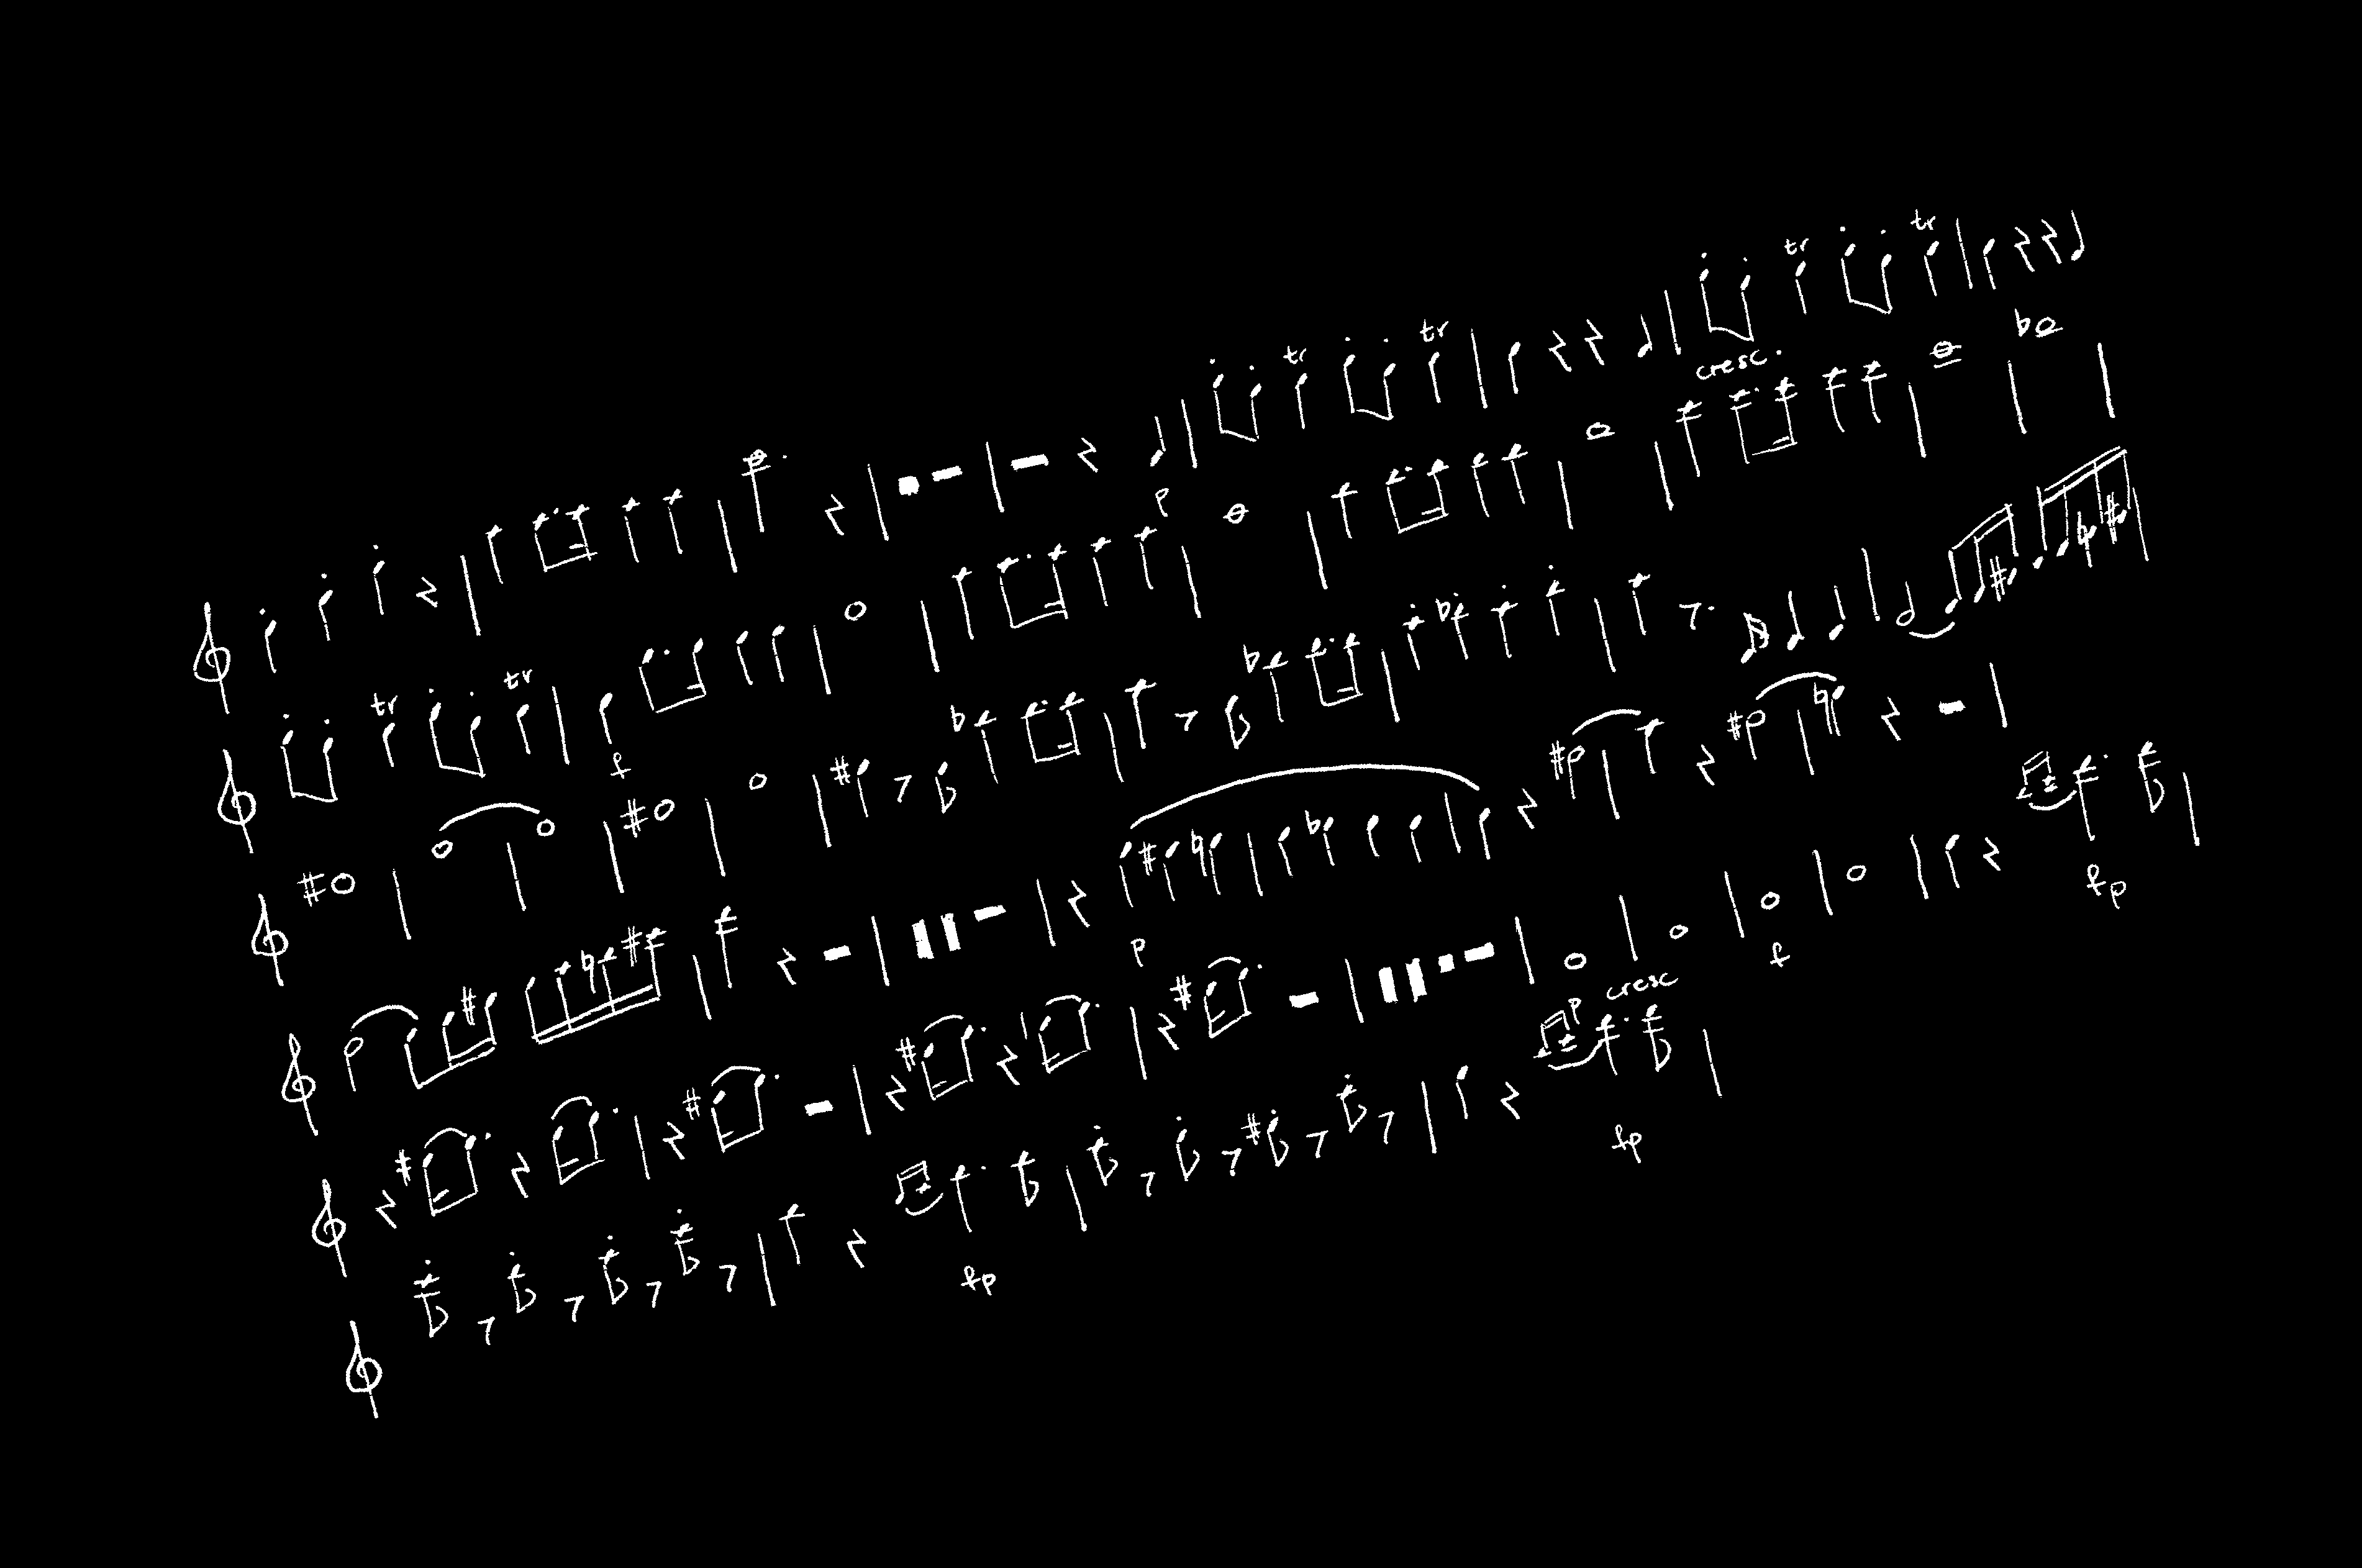 tr tr tr tr
p
tr tr cresc.
f
p
p cresc f fp
fp fp